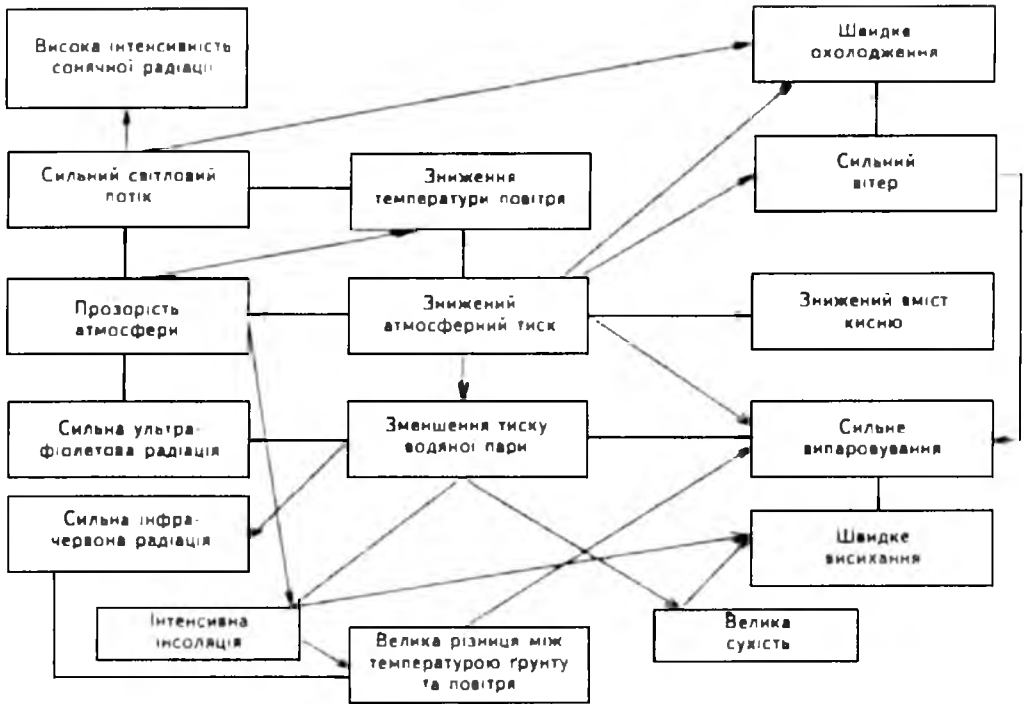 Висока інтенсивність
сонячної радіації
Швидке
охолодження
Сильний світловий
потік
Зниження
температури повітря
Сильний
вітер
Прозорість
атмосфери
Знижений
атмосферний тиск
Знижений вміст
кисню
Сильна ультра-
фіолетова радіація
Зменшення тиску
водяної пари
Сильне
випаровування
Сильна інфра-
червона радіація
Швидке
висихання
Інтенсивна
інсоляція
Велика різниця між
температурою ґрунту
та повітря
Велика
сухість